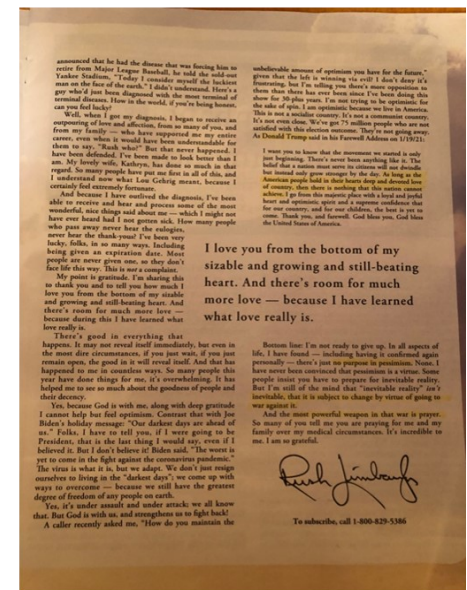 announced that he had the disease that was forcing him to
retire from Major League Baseball, he told the sold-out
Yankee Stadium, "Today I consider myself the luckiest
man on the face of the earth." I didn't understand. Here's a
guy who'd just been diagnosed with the most terminal of
terminal diseases. How in the world, if you're being honest,
can you feel lucky?
Well, when I got my diagnosis, I began to receive an
outpouring of love and affection, from so many of you, and
from my family — who have supported me my entire
career, even when it would have been understandable for
them to say, "Rush who?" But that never happened. I
have been defended. I've been made to look better than I
am. My lovely wife, Kathryn, has done so much in that
regard. So many people have put me first in all of this, and
I understand now what Lou Gehrig meant, because I
certainly feel extremely fortunate.
And because I have outlived the diagnosis, I've been
able to receive and hear and process some of the most
wonderful, nice things said about me — which I might not
have ever heard had I not gotten sick. How many people
who pass away never hear the eulogies,
never hear the thank-yous? I've been very
lucky, folks, in so many ways. Including
being given an expiration date. Most
people are never given one, so they don't
face life this way. This is not a complaint.
My point is gratitude. I'm sharing this
to thank you and to tell you how much I
love you from the bottom of my sizable
and growing and still-beating heart. And
there's room for much more love —
because during this I have learned what
love really is.
There's good in everything that
happens. It may not reveal itself immediately, but even in
the most dire circumstances, if you just wait, if you just
remain open, the good in it will reveal itself. And that has
happened to me in countless ways. So many people this
year have done things for me, it's overwhelming. It has
helped me to see so much about the goodness of people and
their decency.
Yes, because God is with me, along with deep gratitude
I cannot help but feel optimism. Contrast that with Joe
Biden's holiday message: "Our darkest days are ahead of
us." Folks, I have to tell you, if I were going to be
President, that is the last thing I would say, even if I
believed it. But I don't believe it! Biden said, "The worst is
yet to come in the fight against the coronavirus pandemic."
The virus is what it is, but we adapt. We don't just resign
ourselves to living in the "darkest days"; we come up with
ways to overcome — because we still have the greatest
degree of freedom of any people on earth.
Yes, it's under assault and under attack; we all know
that. But God is with us, and strengthens us to fight back!
A caller recently asked me, "How do you maintain the
unbelievable amount of optimism you have for the future,"
given that the left is winning via evil? I don't deny it's
frustrating, but I'm telling you there's more opposition to
them than there has ever been since I've been doing this
show for 30-plus years. I'm not trying to be optimistic for
the sake of spin. I am optimistic because we live in America.
This is not a socialist country. It's not a communist country.
It's not even close. We've got 75 million people who are not
satisfied with this election outcome. They're not going away.
As Donald Trump said in his Farewell Address on 1/19/21:
I want you to know that the movement we started is only
just beginning. There's never been anything like it. The
belief that a nation must serve its citizens will not dwindle
but instead only grow stronger by the day. As long as the
American people hold in their hearts deep and devoted love
of country, then there is nothing that this nation cannot
achieve. I go from this majestic place with a loyal and joyful
heart and optimistic spirit and a supreme confidence that
for our country, and for our children, the best is yet to
come. Thank you, and farewell. God bless you. God bless
the United States of America.
I love you from the bottom of my
sizable and growing and still-beating
heart. And there's room for much
more love — because I have learned
what love really is.
Bottom line: I'm not ready to give up. In all aspects of
life, I have found — including having it confirmed again
personally — there's just no purpose in pessimism. None. I
have never been convinced that pessimism is a virtue. Some
people insist you have to prepare for inevitable reality.
But I'm still of the mind that "inevitable reality" isn't
inevitable, that it is subject to change by virtue of going to
war against it.
And the most powerful weapon in that war is prayer.
So many of you tell me you are praying for me and my
family over my medical circumstances. It's incredible to
me. I am so grateful.
Rush Limbaugh
To subscribe, call 1-800-829-5386